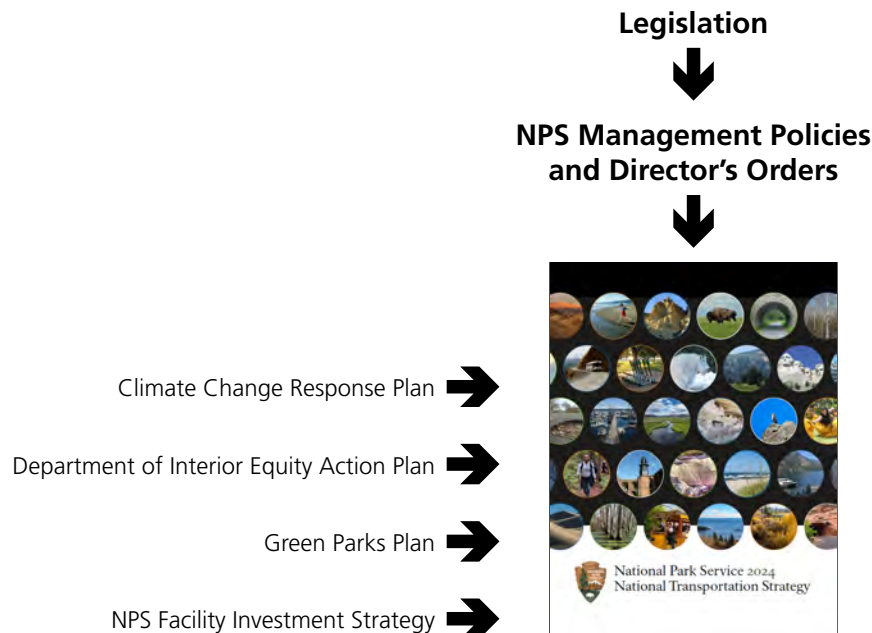 Legislation
NPS Management Policies
and Director's Orders
Climate Change Response Plan
Department of Interior Equity Action Plan
Green Parks Plan
NPS Facility Investment Strategy
National Park Service 2024
National Transportation Strategy